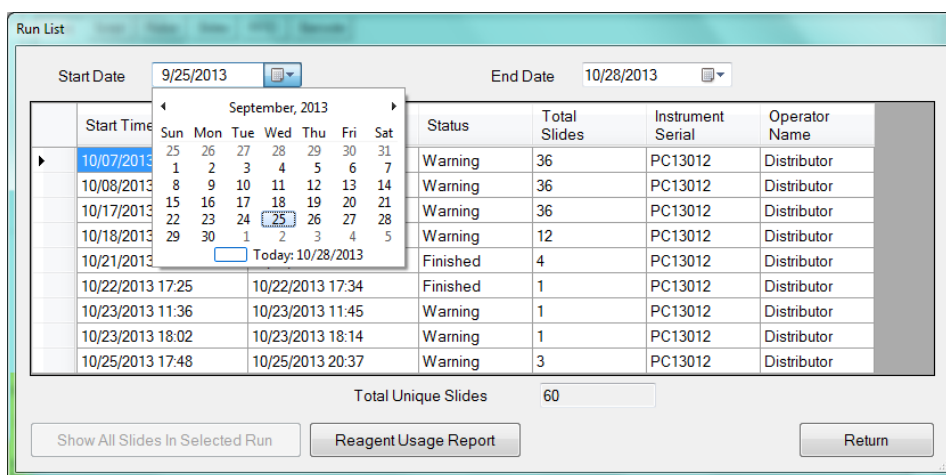 Run List
Start Date 9/25/2013 End Date 10/28/2013
September, 2013
Sun Mon Tue Wed Thu Fri Sat
25 26 27 28 29 30 31
1 2 3 4 5 6 7
8 9 10 11 12 13 14
15 16 17 18 19 20 21
22 23 24 25 26 27 28
29 30 1 2 3 4 5
Today: 10/28/2013
Start Time Status Total Slides Instrument Serial Operator Name
10/07/2013 Warning 36 PC13012 Distributor
10/08/2013 Warning 36 PC13012 Distributor
10/17/2013 Warning 36 PC13012 Distributor
10/18/2013 Warning 12 PC13012 Distributor
10/21/2013 Finished 4 PC13012 Distributor
10/22/2013 17:25 10/22/2013 17:34 Finished 1 PC13012 Distributor
10/23/2013 11:36 10/23/2013 11:45 Warning 1 PC13012 Distributor
10/23/2013 18:02 10/23/2013 18:14 Warning 1 PC13012 Distributor
10/25/2013 17:48 10/25/2013 20:37 Warning 3 PC13012 Distributor
Total Unique Slides 60
Show All Slides In Selected Run Reagent Usage Report Return